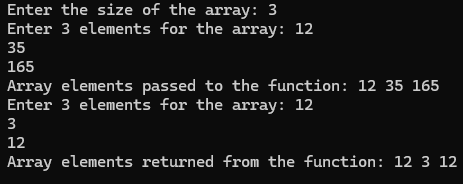 Enter the size of the array: 3
Enter 3 elements for the array: 12
35
165
Array elements passed to the function: 12 35 165
Enter 3 elements for the array: 12
3
12
Array elements returned from the function: 12 3 12